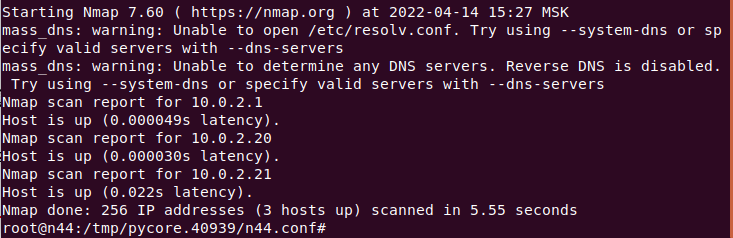 Starting Nmap 7.60 ( https://nmap.org ) at 2022-04-14 15:27 MSK
mass_dns: warning: Unable to open /etc/resolv.conf. Try using --system-dns or sp
ecify valid servers with --dns-servers
mass_dns: warning: Unable to determine any DNS servers. Reverse DNS is disabled.
 Try using --system-dns or specify valid servers with --dns-servers
Nmap scan report for 10.0.2.1
Host is up (0.000049s latency).
Nmap scan report for 10.0.2.20
Host is up (0.000030s latency).
Nmap scan report for 10.0.2.21
Host is up (0.022s latency).
Nmap done: 256 IP addresses (3 hosts up) scanned in 5.55 seconds
root@n44:/tmp/pycore.40939/n44.conf#